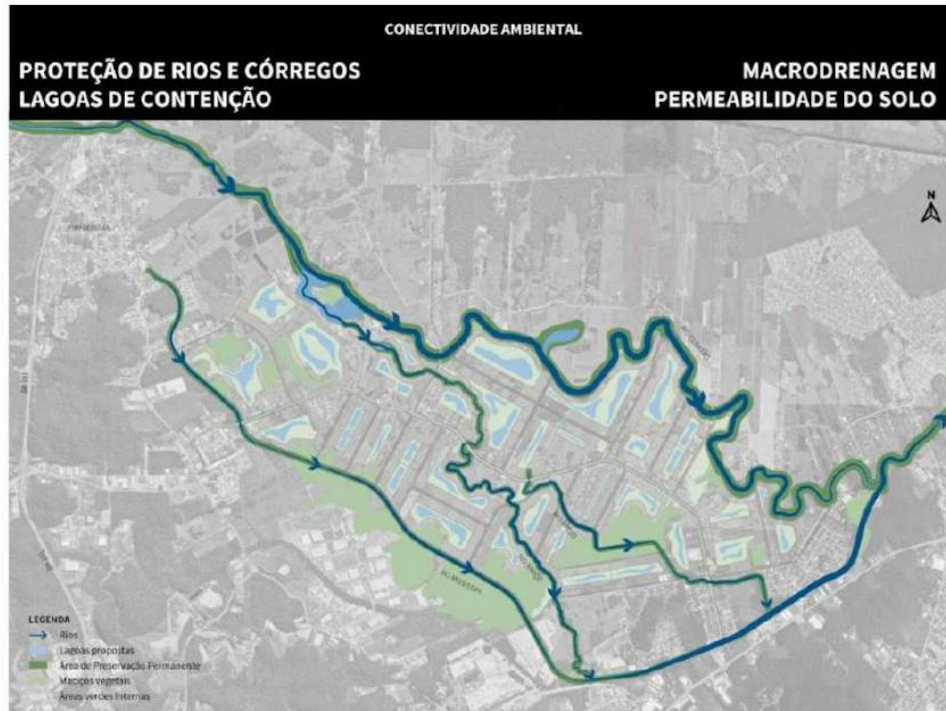 CONECTIVIDADE AMBIENTAL
PROTEÇÃO DE RIOS E CÓRREGOS
LAGOAS DE CONTENÇÃO
MACRODRENAGEM
PERMEABILIDADE DO SOLO
N
LEGENDA
Rios
Lagoas propostas
Área de Preservação Permanente
Maciços vegetais
Áreas verdes internas